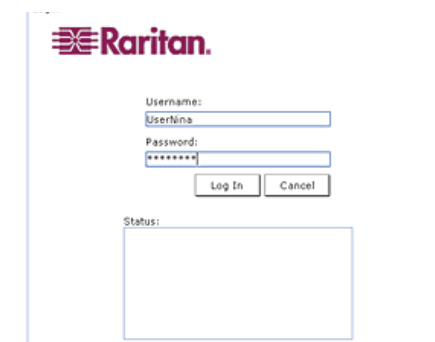 Raritan.
Username:
UserNina
Password:
********
Log In Cancel
Status: